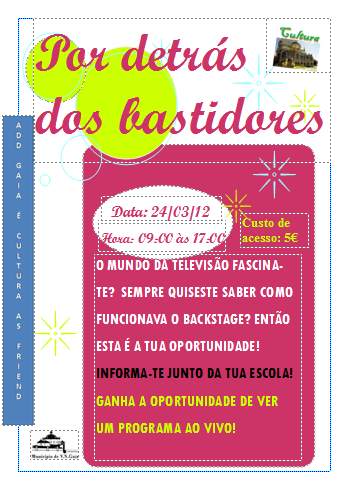 Cultura
Por detrás
dos bastidores
ADD GAIA É CULTURA AS FRIEND
Data: 24/03/12
Hora: 09:00 às 17:00
Custo de
acesso: 5€
O MUNDO DA TELEVISÃO FASCINA-
TE? SEMPRE QUISESTE SABER COMO
FUNCIONAVA O BACKSTAGE? ENTÃO
ESTA É A TUA OPORTUNIDADE!
INFORMA-TE JUNTO DA TUA ESCOLA!
GANHA A OPORTUNIDADE DE VER
UM PROGRAMA AO VIVO!
Município de V.N.Gaia